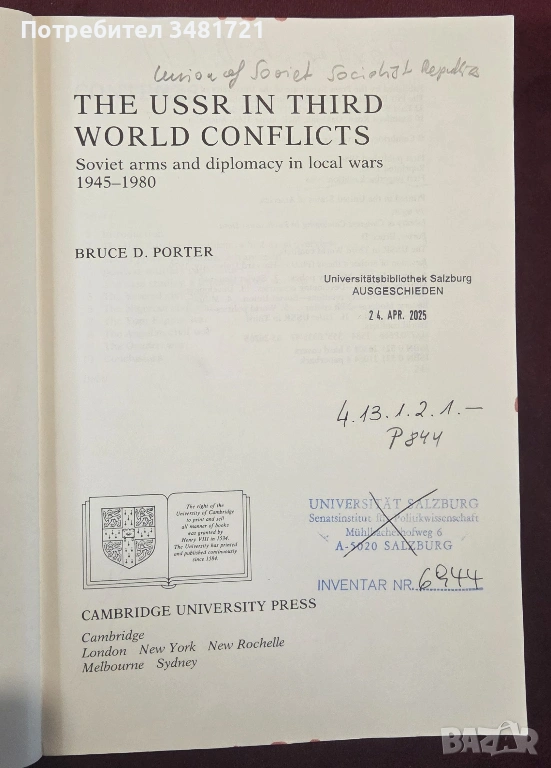 Потребител 3481721
Union of Soviet Socialist Republics
THE USSR IN THIRD
WORLD CONFLICTS
Soviet arms and diplomacy in local wars
1945–1980
BRUCE D. PORTER
Universitätsbibliothek Salzburg
AUSGESCHIEDEN
24. APR. 2025
4.13.1.2.1.–
P844
The right of the
University of Cambridge
to print and sell
all manner of books
was granted by
Henry VIII in 1534.
The University has printed
and published continuously
since 1584.
UNIVERSITÄT SALZBURG
Senatsinstitut für Politikwissenschaft
Mühlbacherhofweg 6
A-5020 SALZBURG
INVENTAR NR. 6944
CAMBRIDGE UNIVERSITY PRESS
Cambridge
London New York New Rochelle
Melbourne Sydney
BAZAR